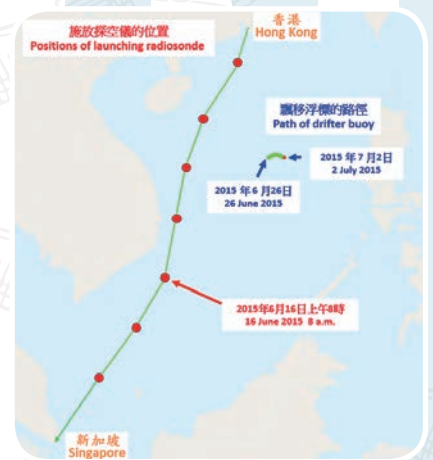 施放探空儀的位置
Positions of launching radiosonde
香港
Hong Kong
飄移浮標的路徑
Path of drifter buoy
2015 年 7 月2日
2 July 2015
2015 年 6 月26日
26 June 2015
2015年6月16日上午8時
16 June 2015 8 a.m.
新加坡
Singapore